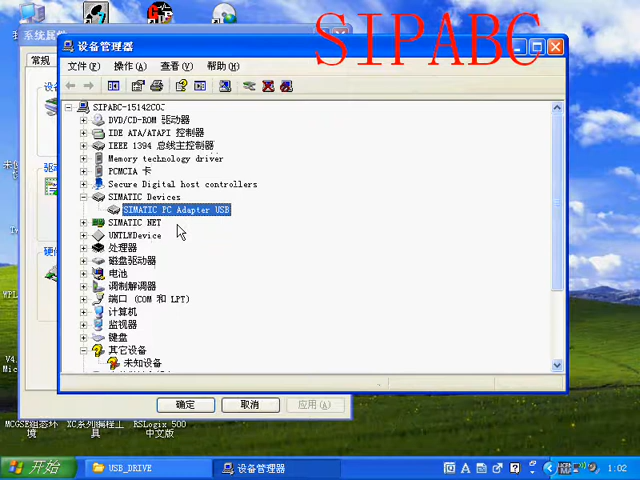 SIPABC
系统属性
设备管理器
文件(F) 操作(A) 查看(V) 帮助(H)
常规
SIPABC-15142C0
DVD/CD-ROM 驱动器
IDE ATA/ATAPI 控制器
IEEE 1394 总线主控制器
Memory technology driver
PCMCIA 卡
Secure Digital host controllers
SIMATIC Devices
SIMATIC PC Adapter USB
SIMATIC NET
UNTLWDevice
处理器
磁盘驱动器
电池
调制解调器
端口 (COM 和 LPT)
计算机
监视器
键盘
其它设备
未知设备
确定 取消 应用(A)
MCGSE组态环境
XC系列编程工具
RSLogix 500 中文版
开始 USB_DRIVE 设备管理器 1:02